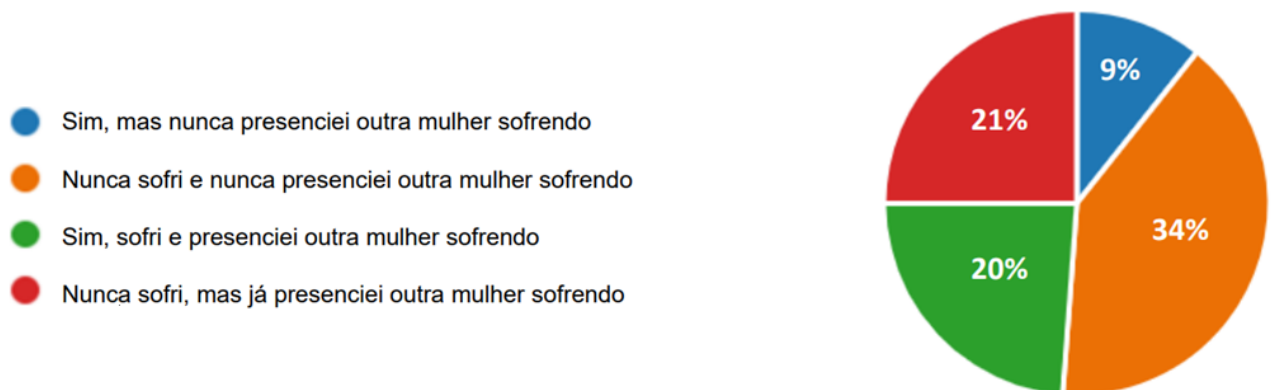 Sim, mas nunca presenciei outra mulher sofrendo
Nunca sofri e nunca presenciei outra mulher sofrendo
Sim, sofri e presenciei outra mulher sofrendo
Nunca sofri, mas já presenciei outra mulher sofrendo
9%
21%
34%
20%